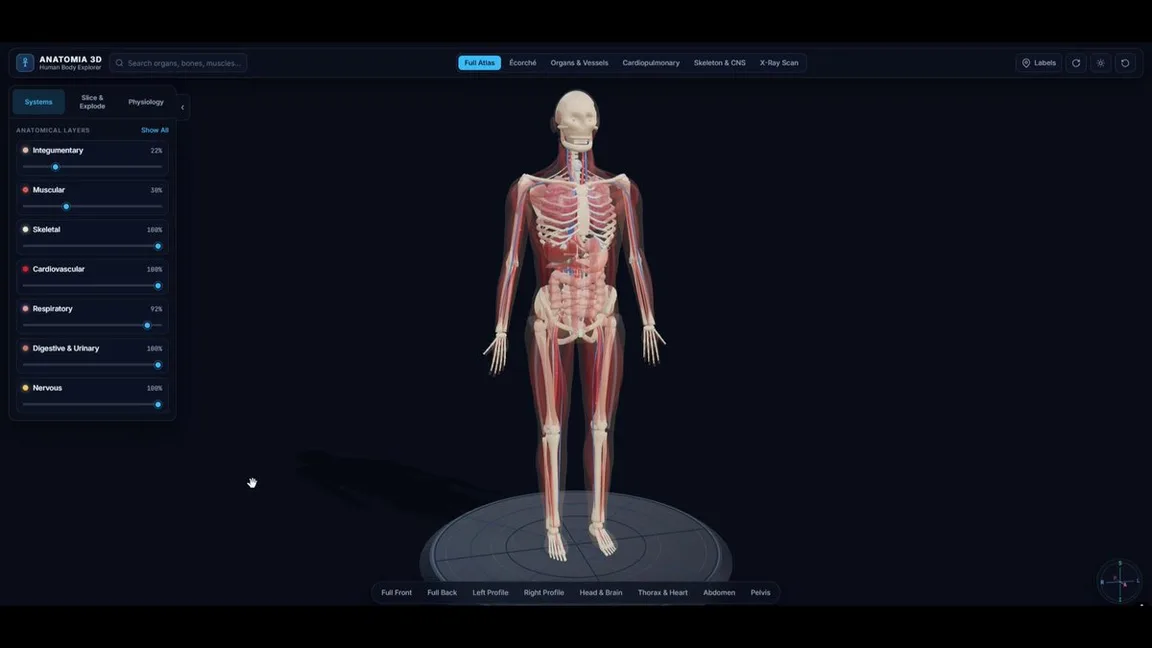 ANATOMIA 3D
Human Body Explorer
Search organs, bones, muscles...
Full Atlas
Écorché
Organs & Vessels
Cardiopulmonary
Skeleton & CNS
X-Ray Scan
Labels
Systems
Slice &
Explode
Physiology
ANATOMICAL LAYERS
Show All
Integumentary 22%
Muscular 30%
Skeletal 100%
Cardiovascular 100%
Respiratory 92%
Digestive & Urinary 100%
Nervous 100%
Full Front
Full Back
Left Profile
Right Profile
Head & Brain
Thorax & Heart
Abdomen
Pelvis